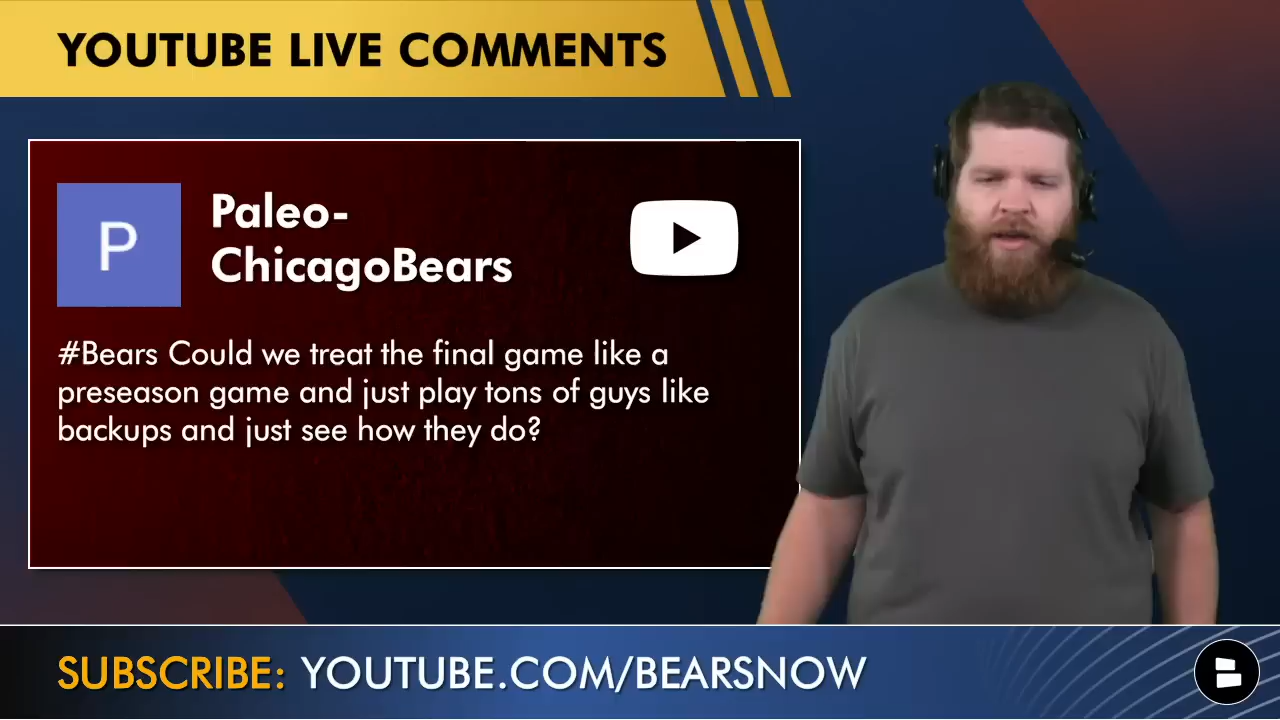 YOUTUBE LIVE COMMENTS
P
Paleo-
ChicagoBears
#Bears Could we treat the final game like a
preseason game and just play tons of guys like
backups and just see how they do?
SUBSCRIBE: YOUTUBE.COM/BEARSNOW